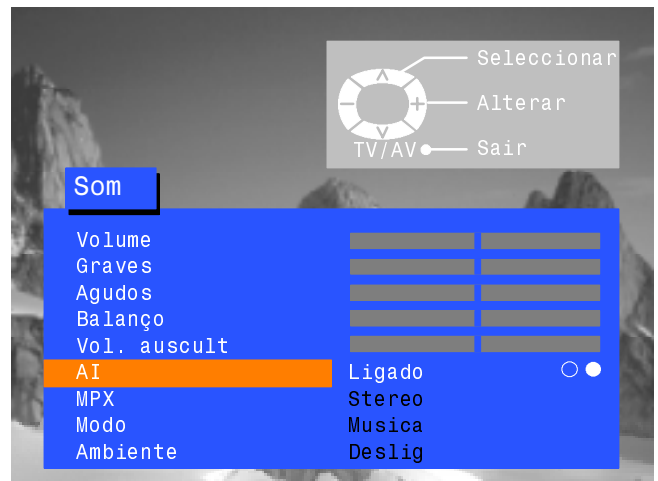 Seleccionar
Alterar
TV/AV Sair
Som
Volume
Graves
Agudos
Balanço
Vol. auscult
AI Ligado
MPX Stereo
Modo Musica
Ambiente Deslig